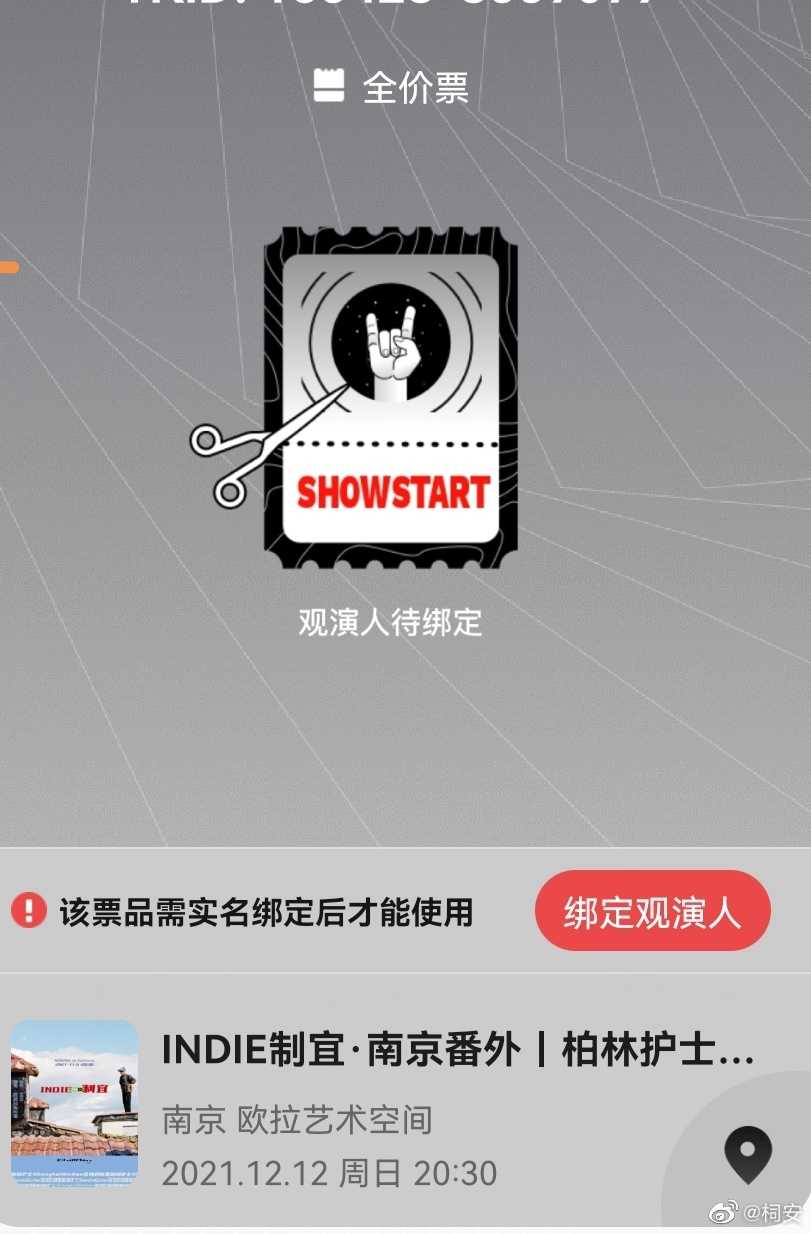 全价票
SHOWSTART
观演人待绑定
该票品需实名绑定后才能使用
绑定观演人
INDIE制宜
INDIE制宜·南京番外丨柏林护士...
南京 欧拉艺术空间
2021.12.12 周日 20:30
@柯安